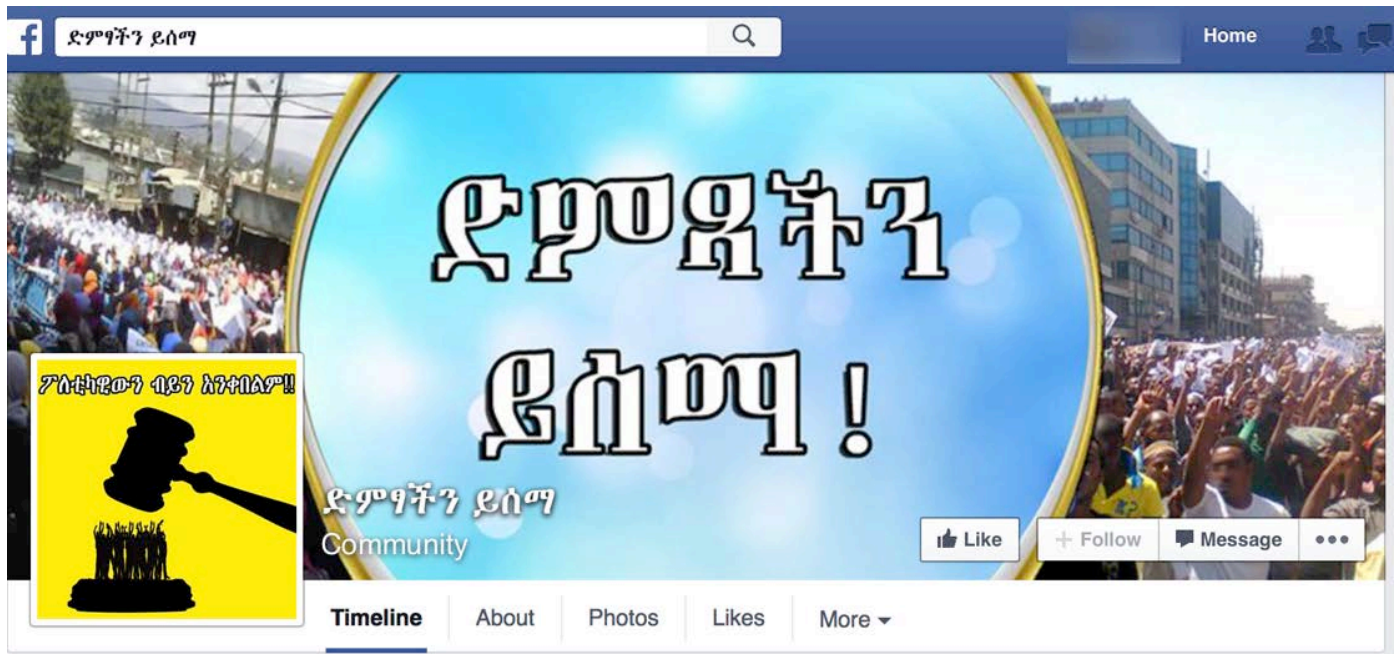 ድምፃችን ይሰማ
Home
ድምፃችን
ይሰማ!
ፖለቲካዊውን ብይን አንቀበልም!!
ድምፃችን ይሰማ
Community
Like
+ Follow
Message
Timeline
About
Photos
Likes
More